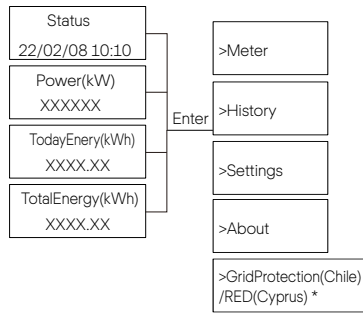 Status
22/02/08 10:10
Power(kW)
XXXXXX
TodayEnery(kWh)
XXXX.XX
TotalEnergy(kWh)
XXXX.XX
Enter
>Meter
>History
>Settings
>About
>GridProtection(Chile)
/RED(Cyprus) *